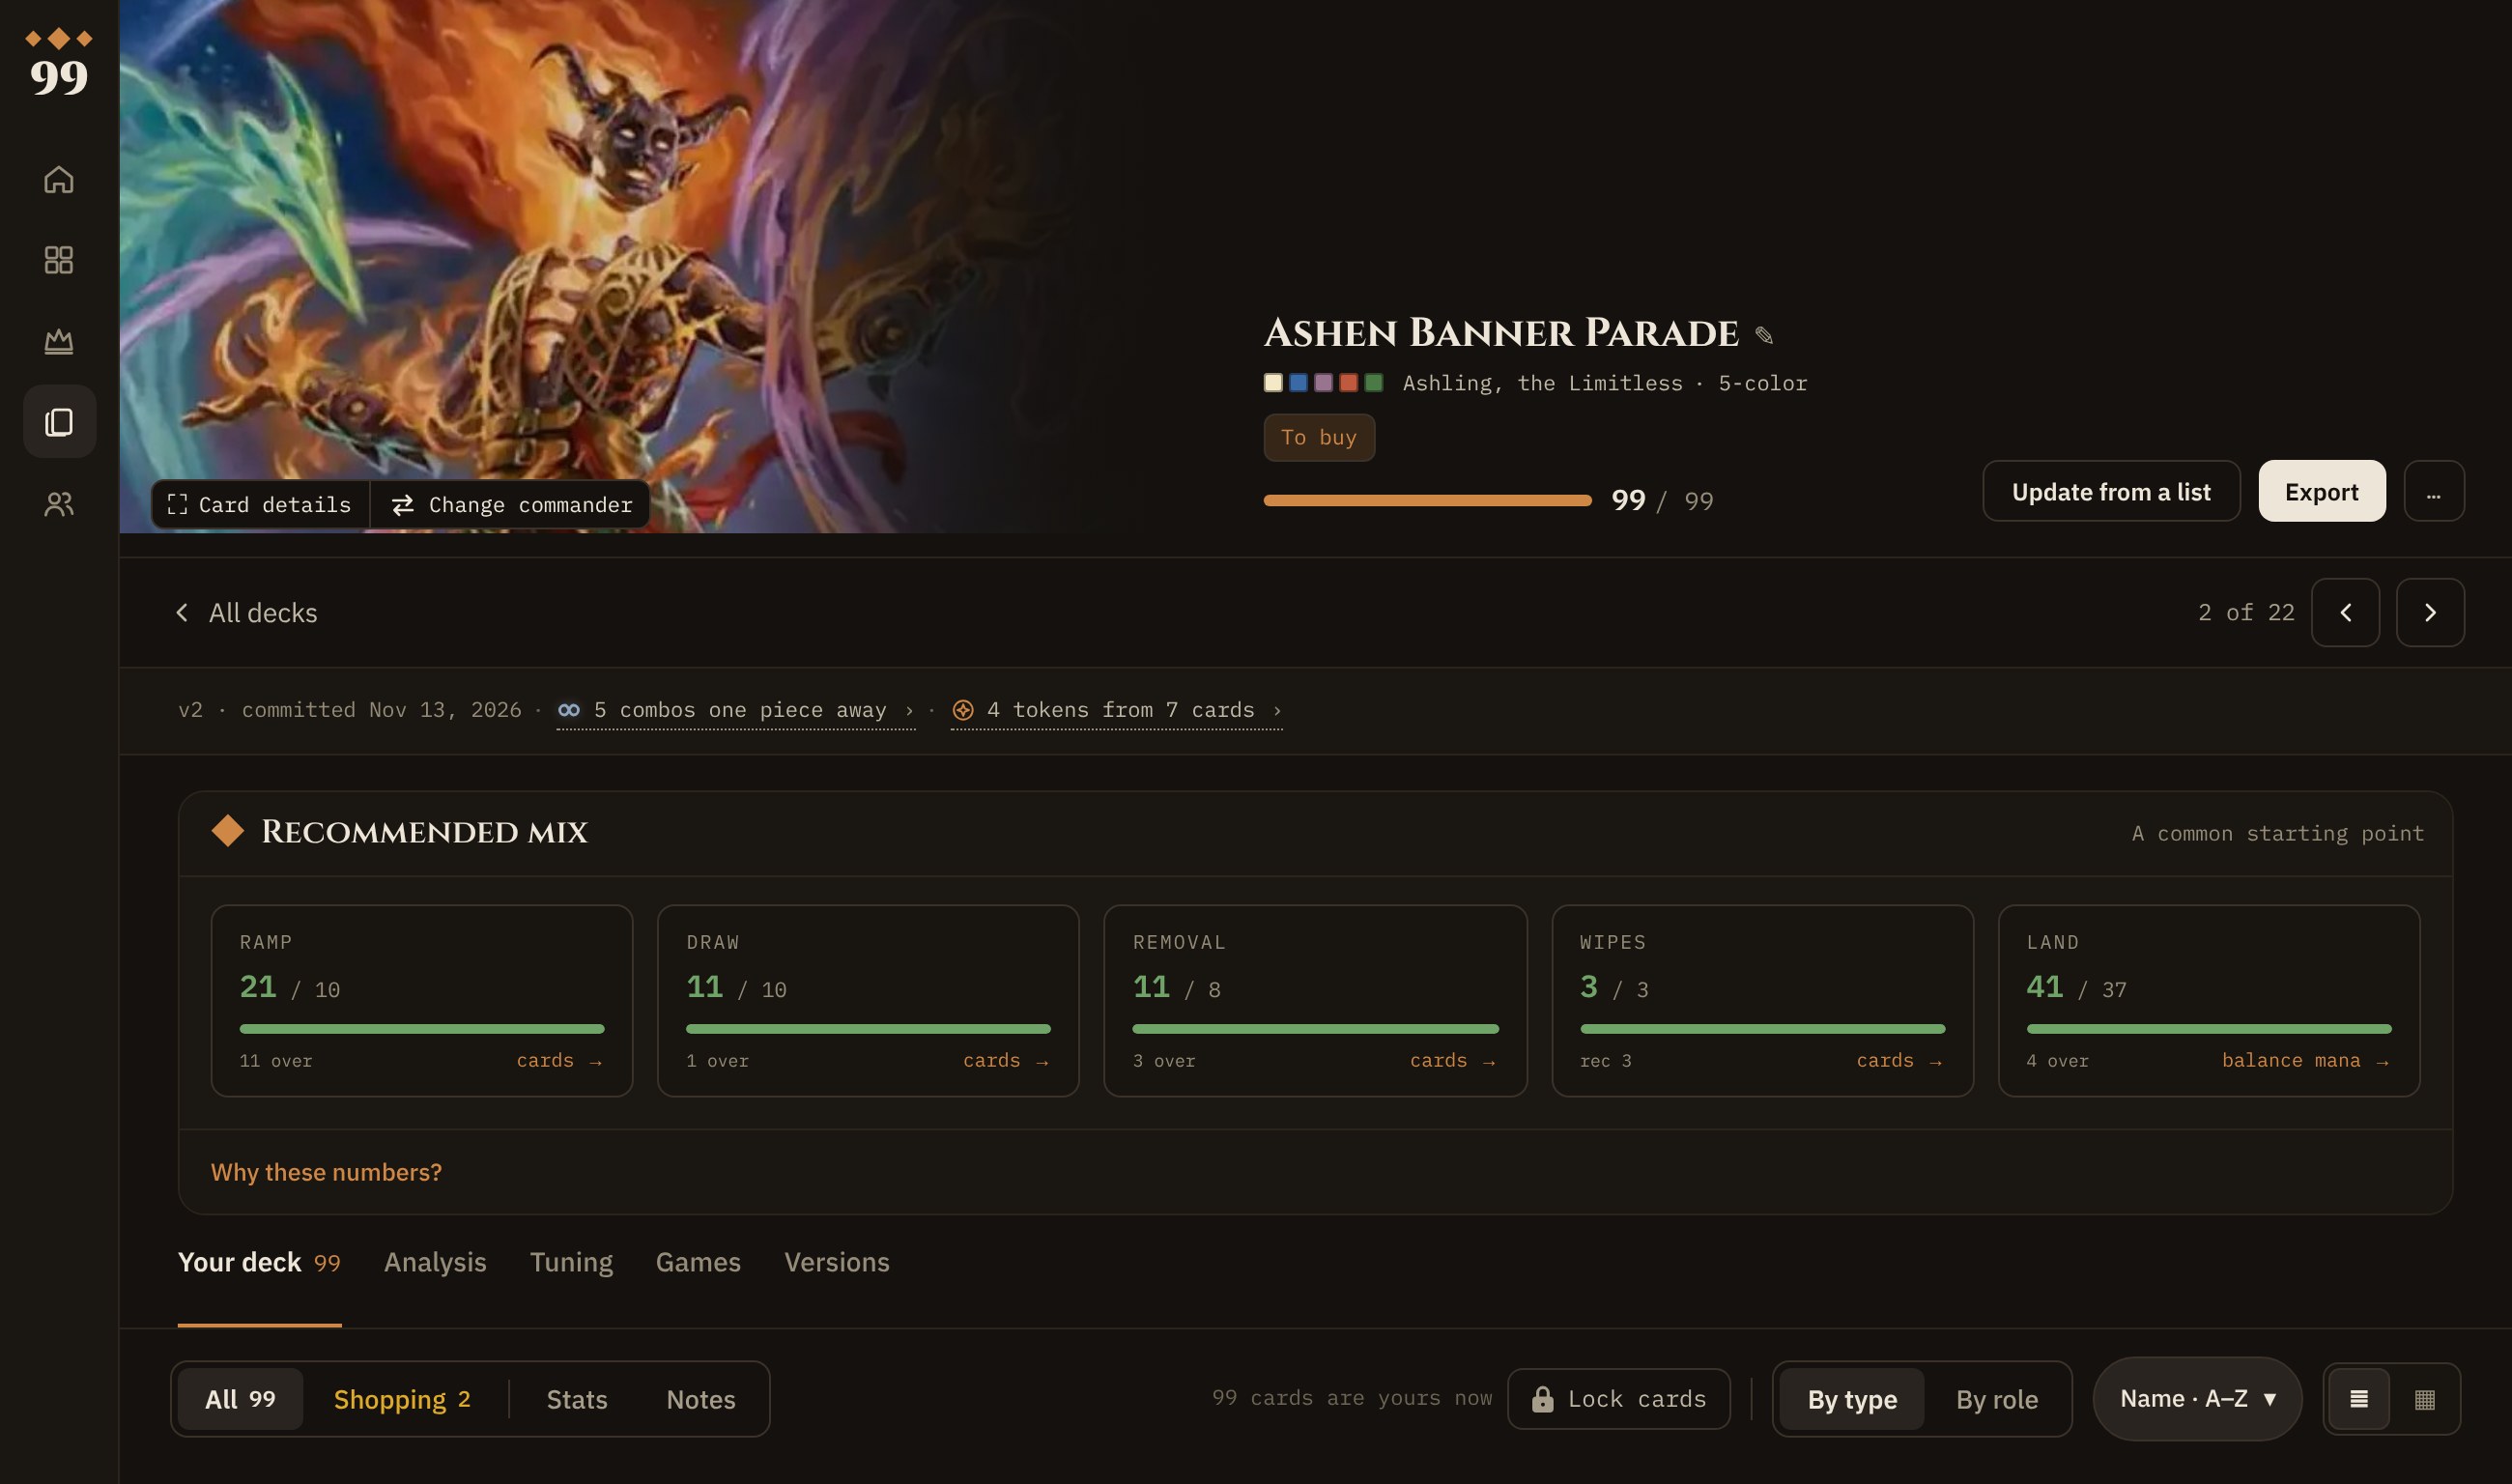 99
Ashen Banner Parade
Ashling, the Limitless · 5-color
To buy
99 / 99
Card details
Change commander
Update from a list
Export
...
All decks
2 of 22
v2 · committed Nov 13, 2026 · 5 combos one piece away › · 4 tokens from 7 cards ›
Recommended mix
A common starting point
RAMP
21 / 10
11 over
cards →
DRAW
11 / 10
1 over
cards →
REMOVAL
11 / 8
3 over
cards →
WIPES
3 / 3
rec 3
cards →
LAND
41 / 37
4 over
balance mana →
Why these numbers?
Your deck 99
Analysis
Tuning
Games
Versions
All 99
Shopping 2
Stats
Notes
99 cards are yours now
Lock cards
By type
By role
Name · A–Z ▼